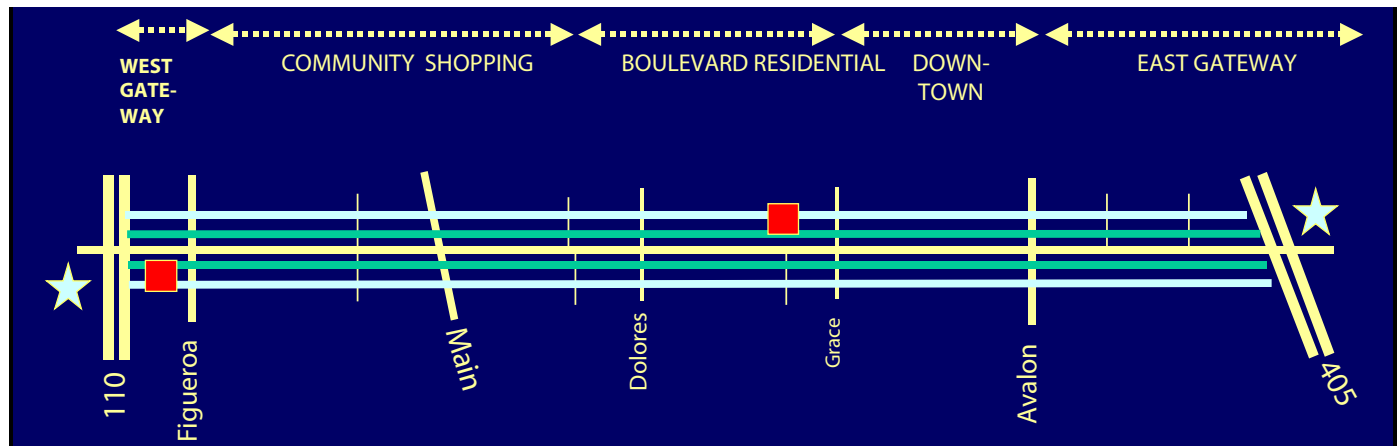 WEST
GATE-
WAY
COMMUNITY SHOPPING
BOULEVARD RESIDENTIAL
DOWN-
TOWN
EAST GATEWAY
110
Figueroa
Main
Dolores
Grace
Avalon
405